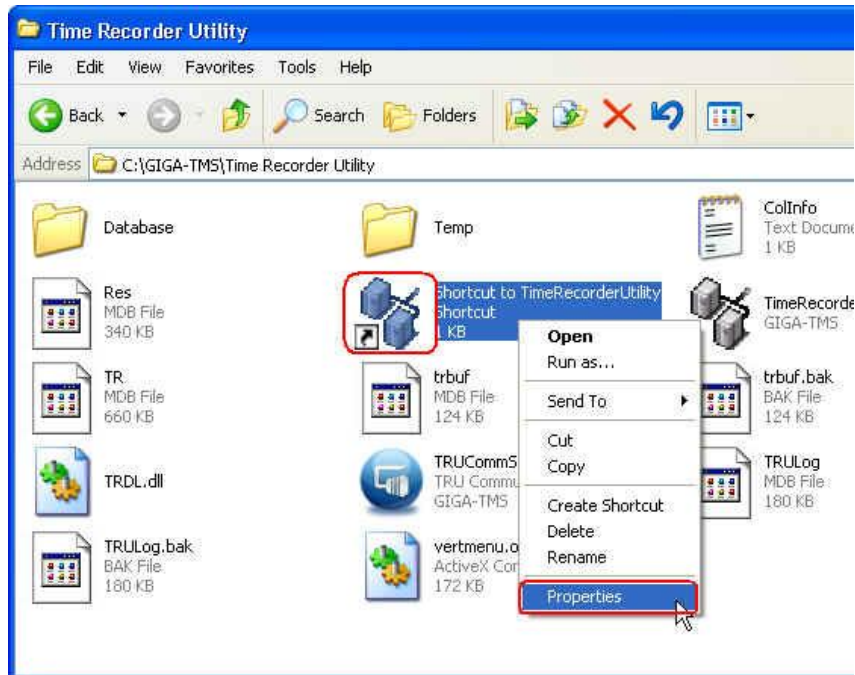 Time Recorder Utility
File Edit View Favorites Tools Help
Back Search Folders
Address C:\GIGA-TMS\Time Recorder Utility
Database
Temp
ColInfo
Text Docume
1 KB
Res
MDB File
340 KB
Shortcut to TimeRecorderUtility
Shortcut
1 KB
TimeRecorde
GIGA-TMS
TR
MDB File
660 KB
trbuf
MDB File
124 KB
trbuf.bak
BAK File
124 KB
TRDL.dll
TRUCommS
TRU Commu
GIGA-TMS
TRULog
MDB File
180 KB
TRULog.bak
BAK File
180 KB
vertmenu.o
ActiveX Con
172 KB
Open
Run as...
Send To
Cut
Copy
Create Shortcut
Delete
Rename
Properties